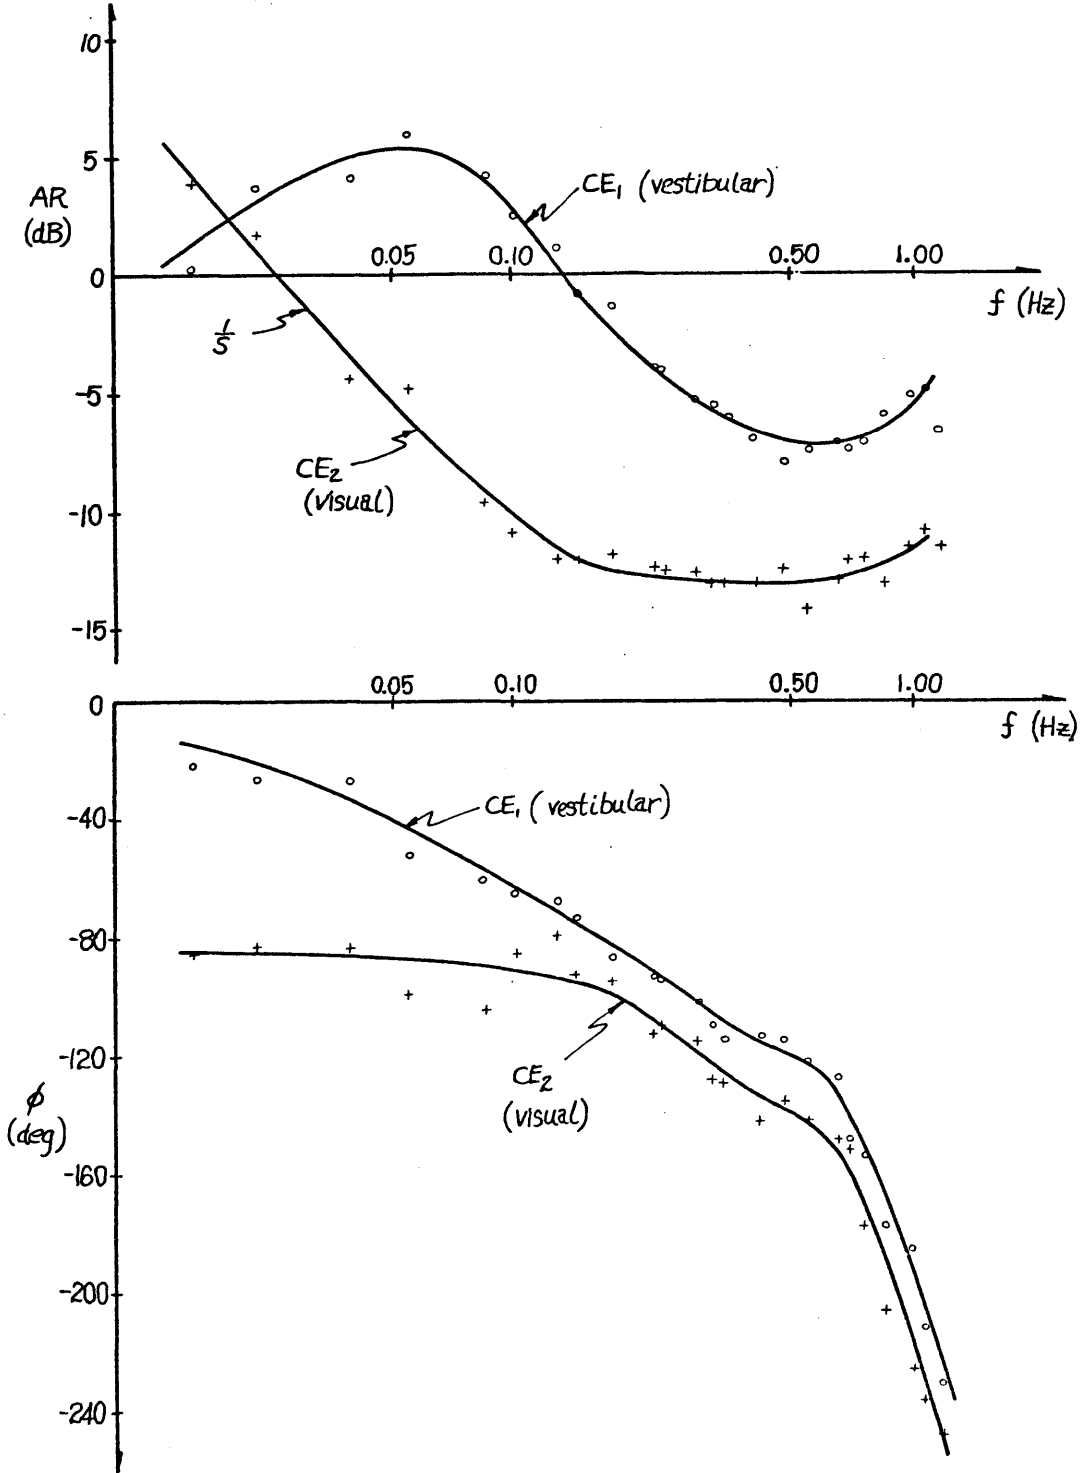 10
5
AR
(dB)
CE₁ (vestibular)
0.05 0.10 0.50 1.00
0
f (Hz)
1/S
-5
CE₂
(visual)
-10
-15
0.05 0.10 0.50 1.00
0
f (Hz)
CE₁ (vestibular)
-40
-80
-120
CE₂
(visual)
ϕ
(deg)
-160
-200
-240